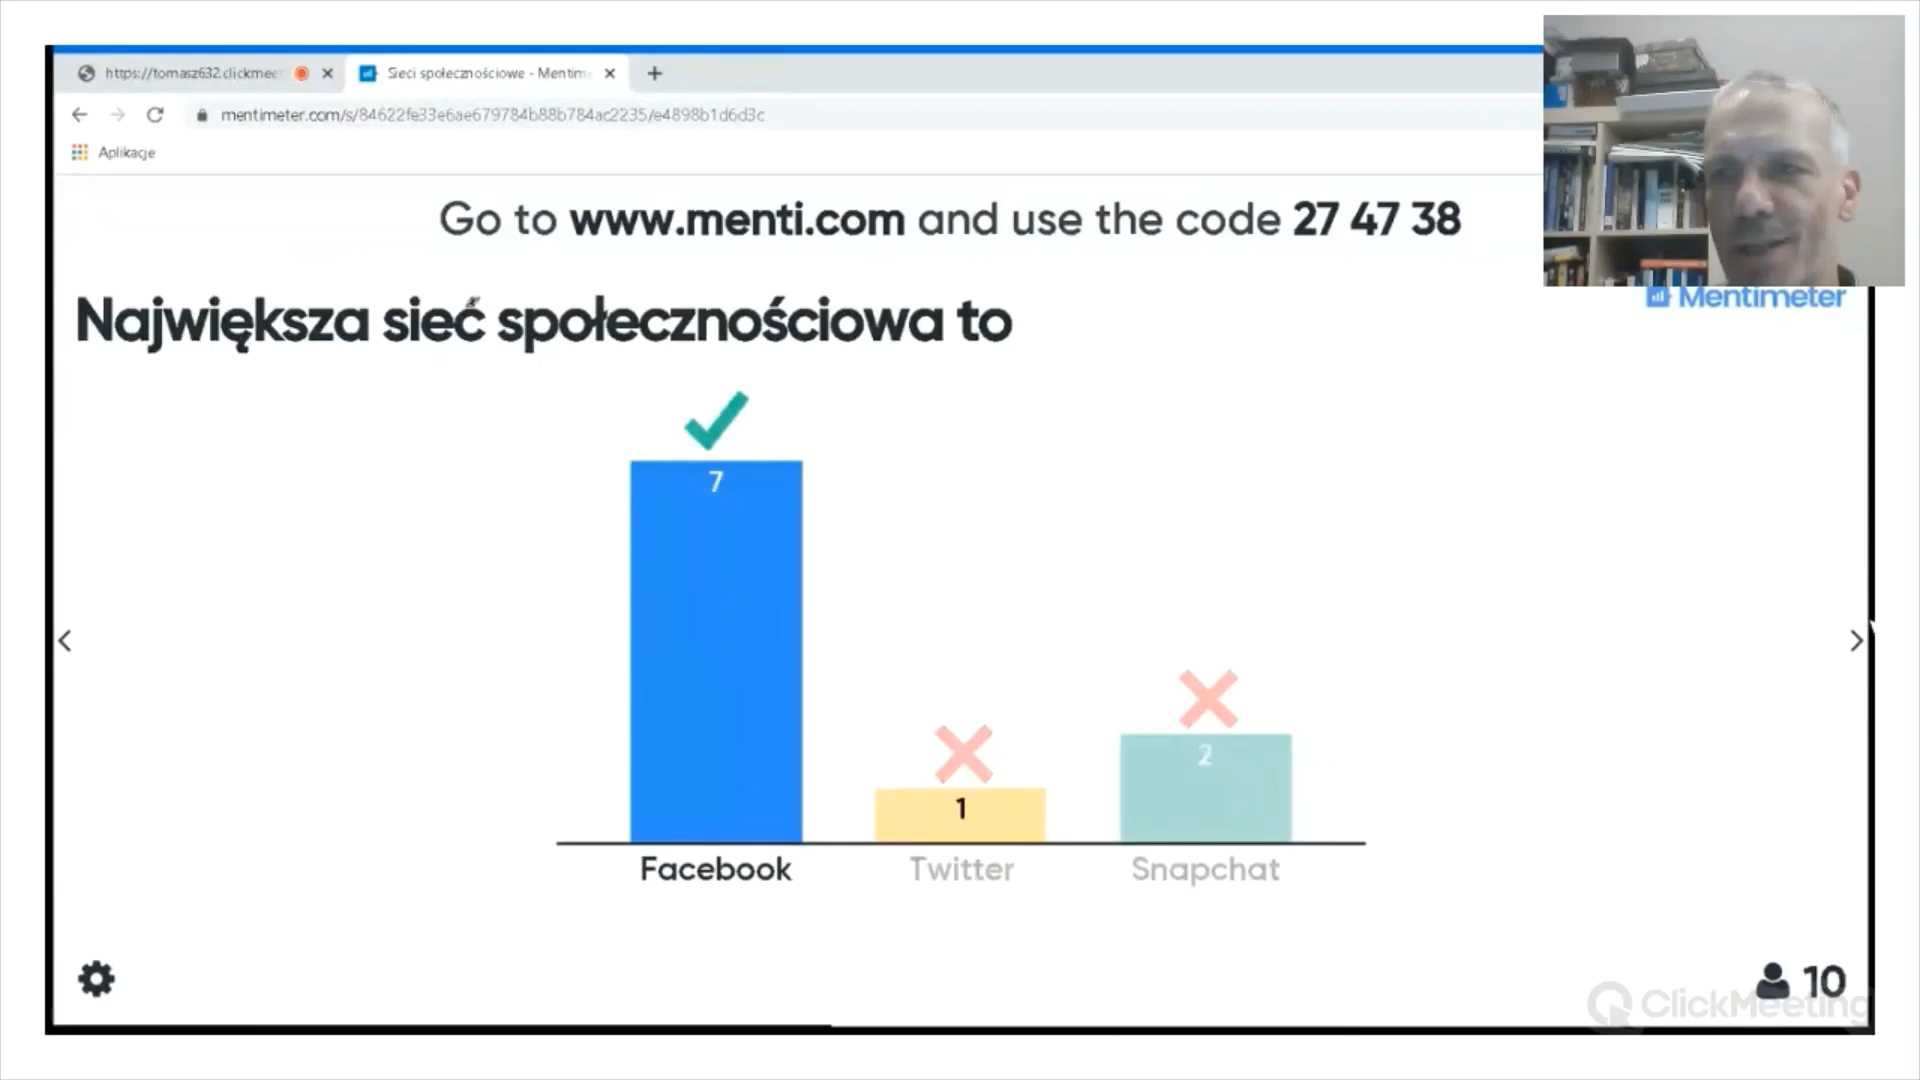 https://tomasz632.clickmee
Sieci społecznościowe - Mentim
mentimeter.com/s/84622fe33e6ae679784b88b784ac2235/e4898b1d6d3c
Aplikacje
Go to www.menti.com and use the code 27 47 38
Mentimeter
Największa sieć społecznościowa to
7
1
2
Facebook
Twitter
Snapchat
10
ClickMeeting